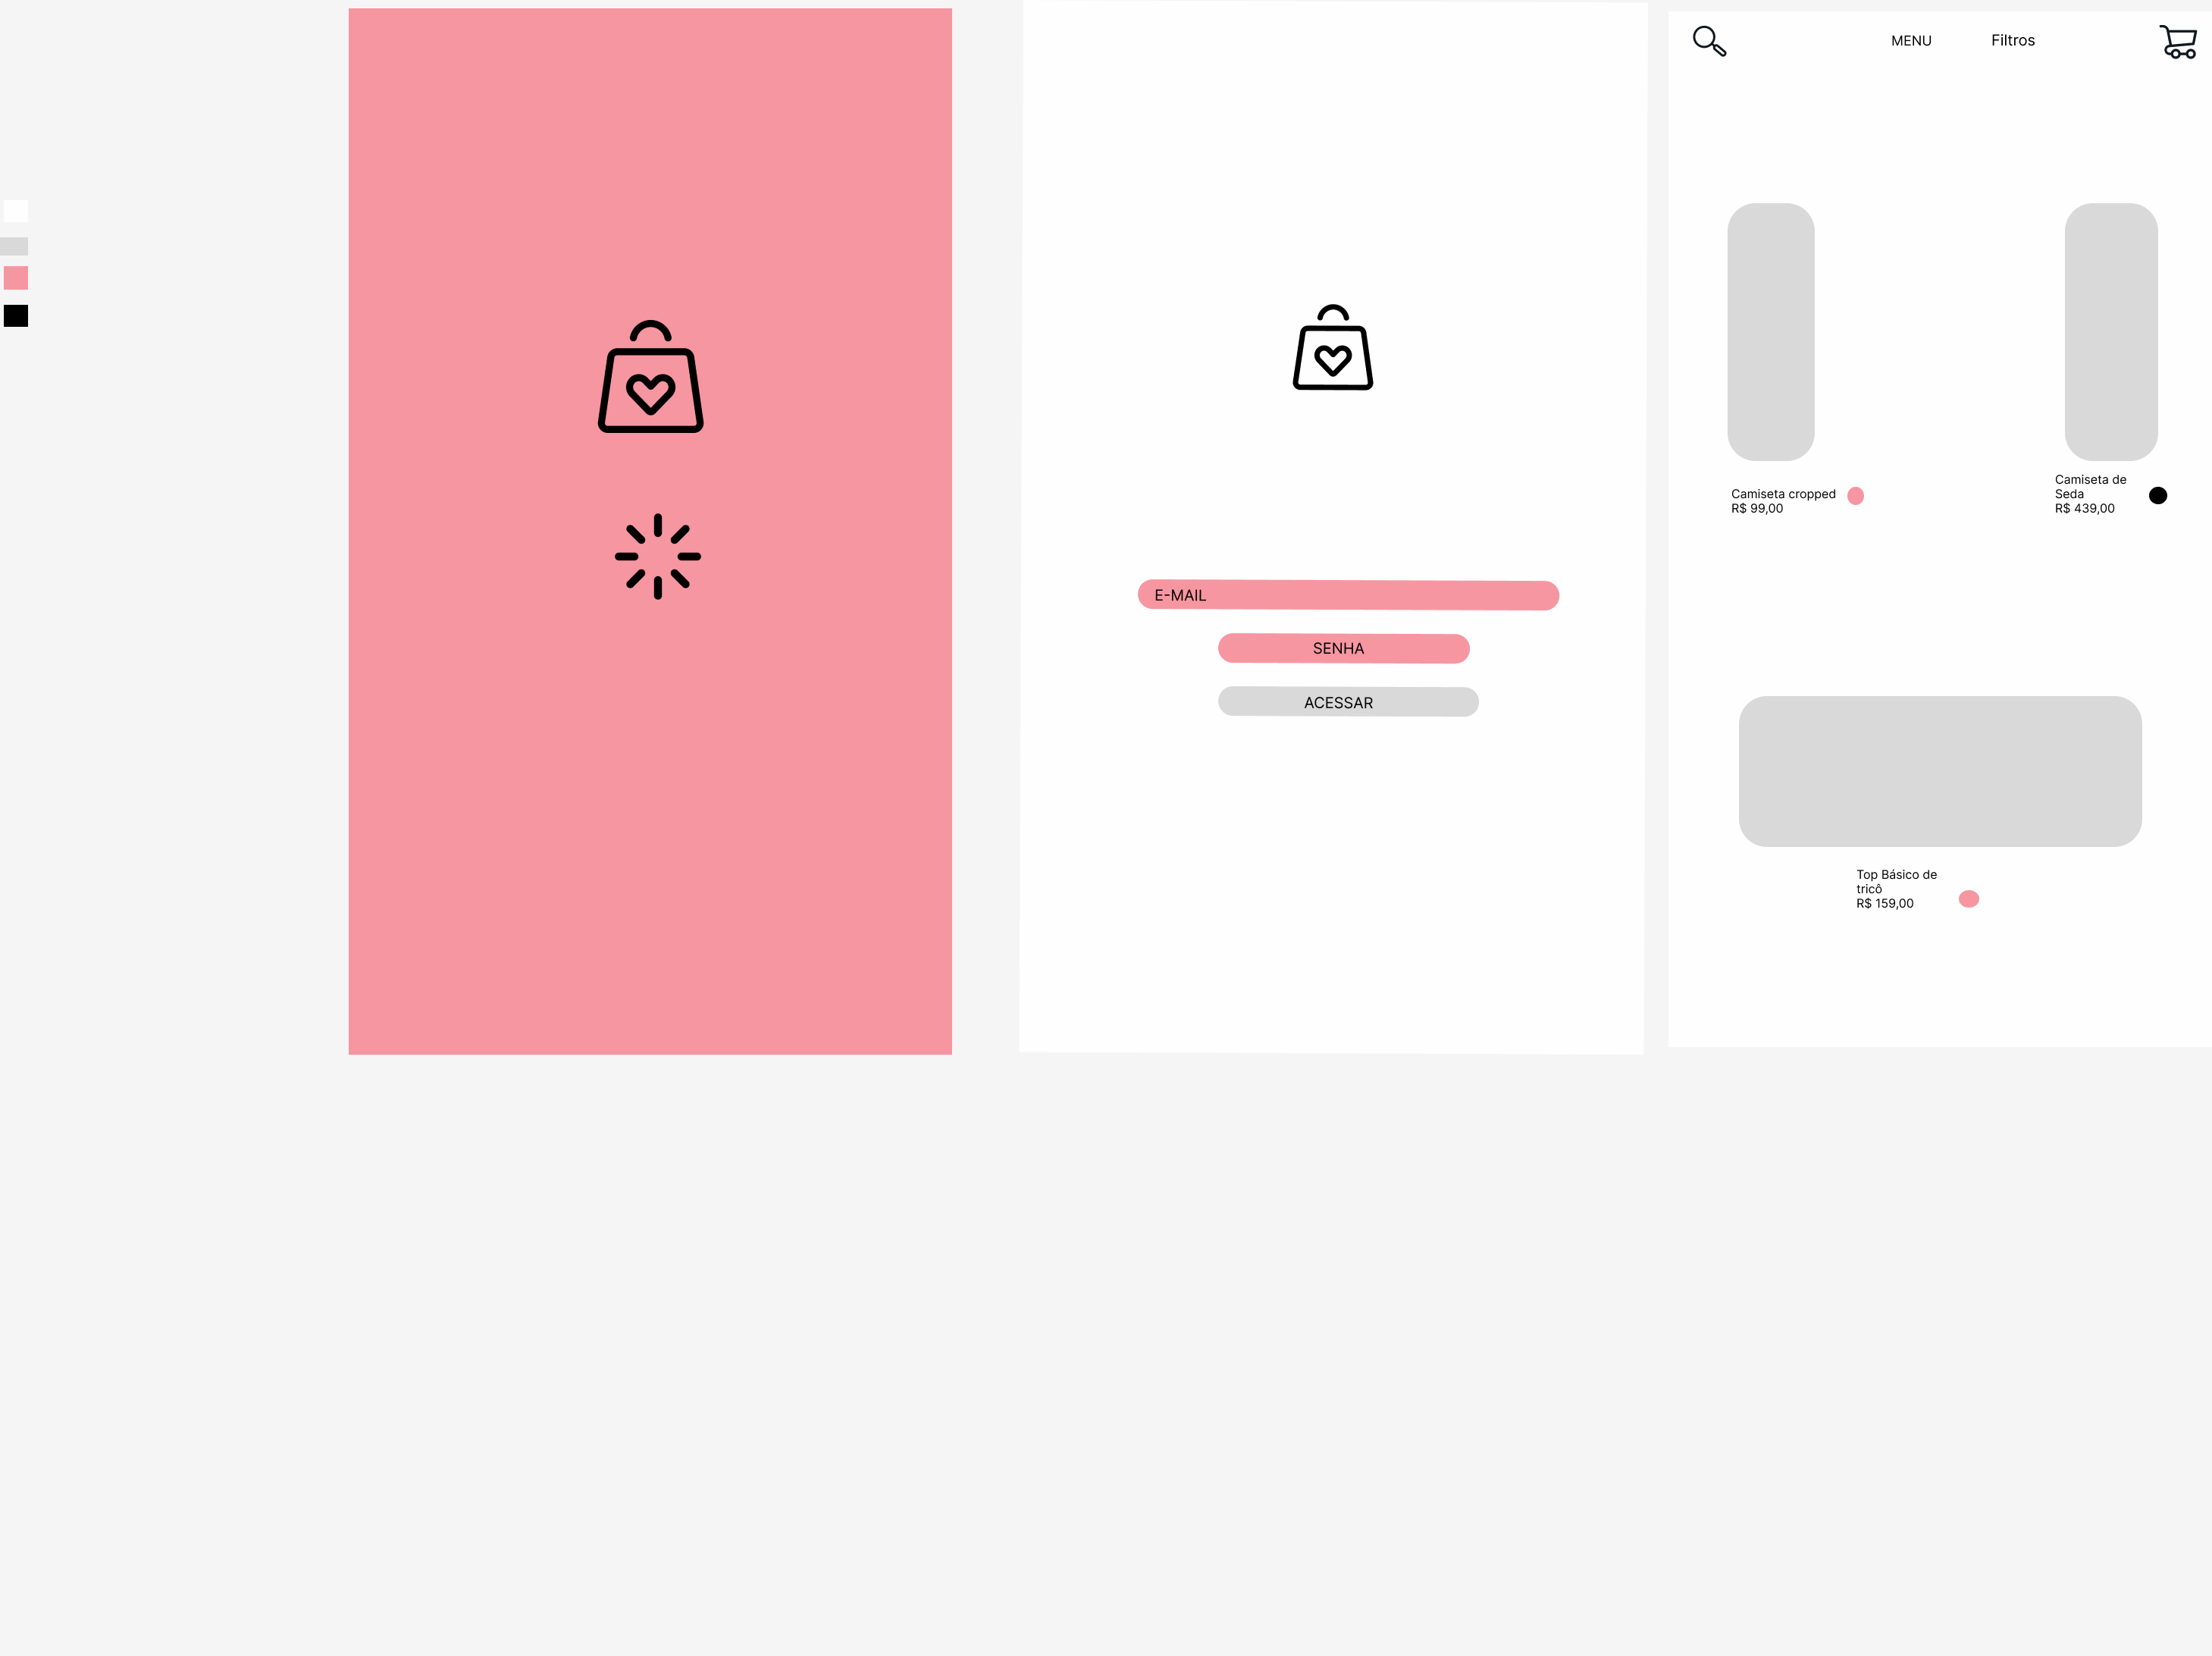 E-MAIL
SENHA
ACESSAR
MENU
Filtros
Camiseta cropped
R$ 99,00
Camiseta de
Seda
R$ 439,00
Top Básico de
tricô
R$ 159,00